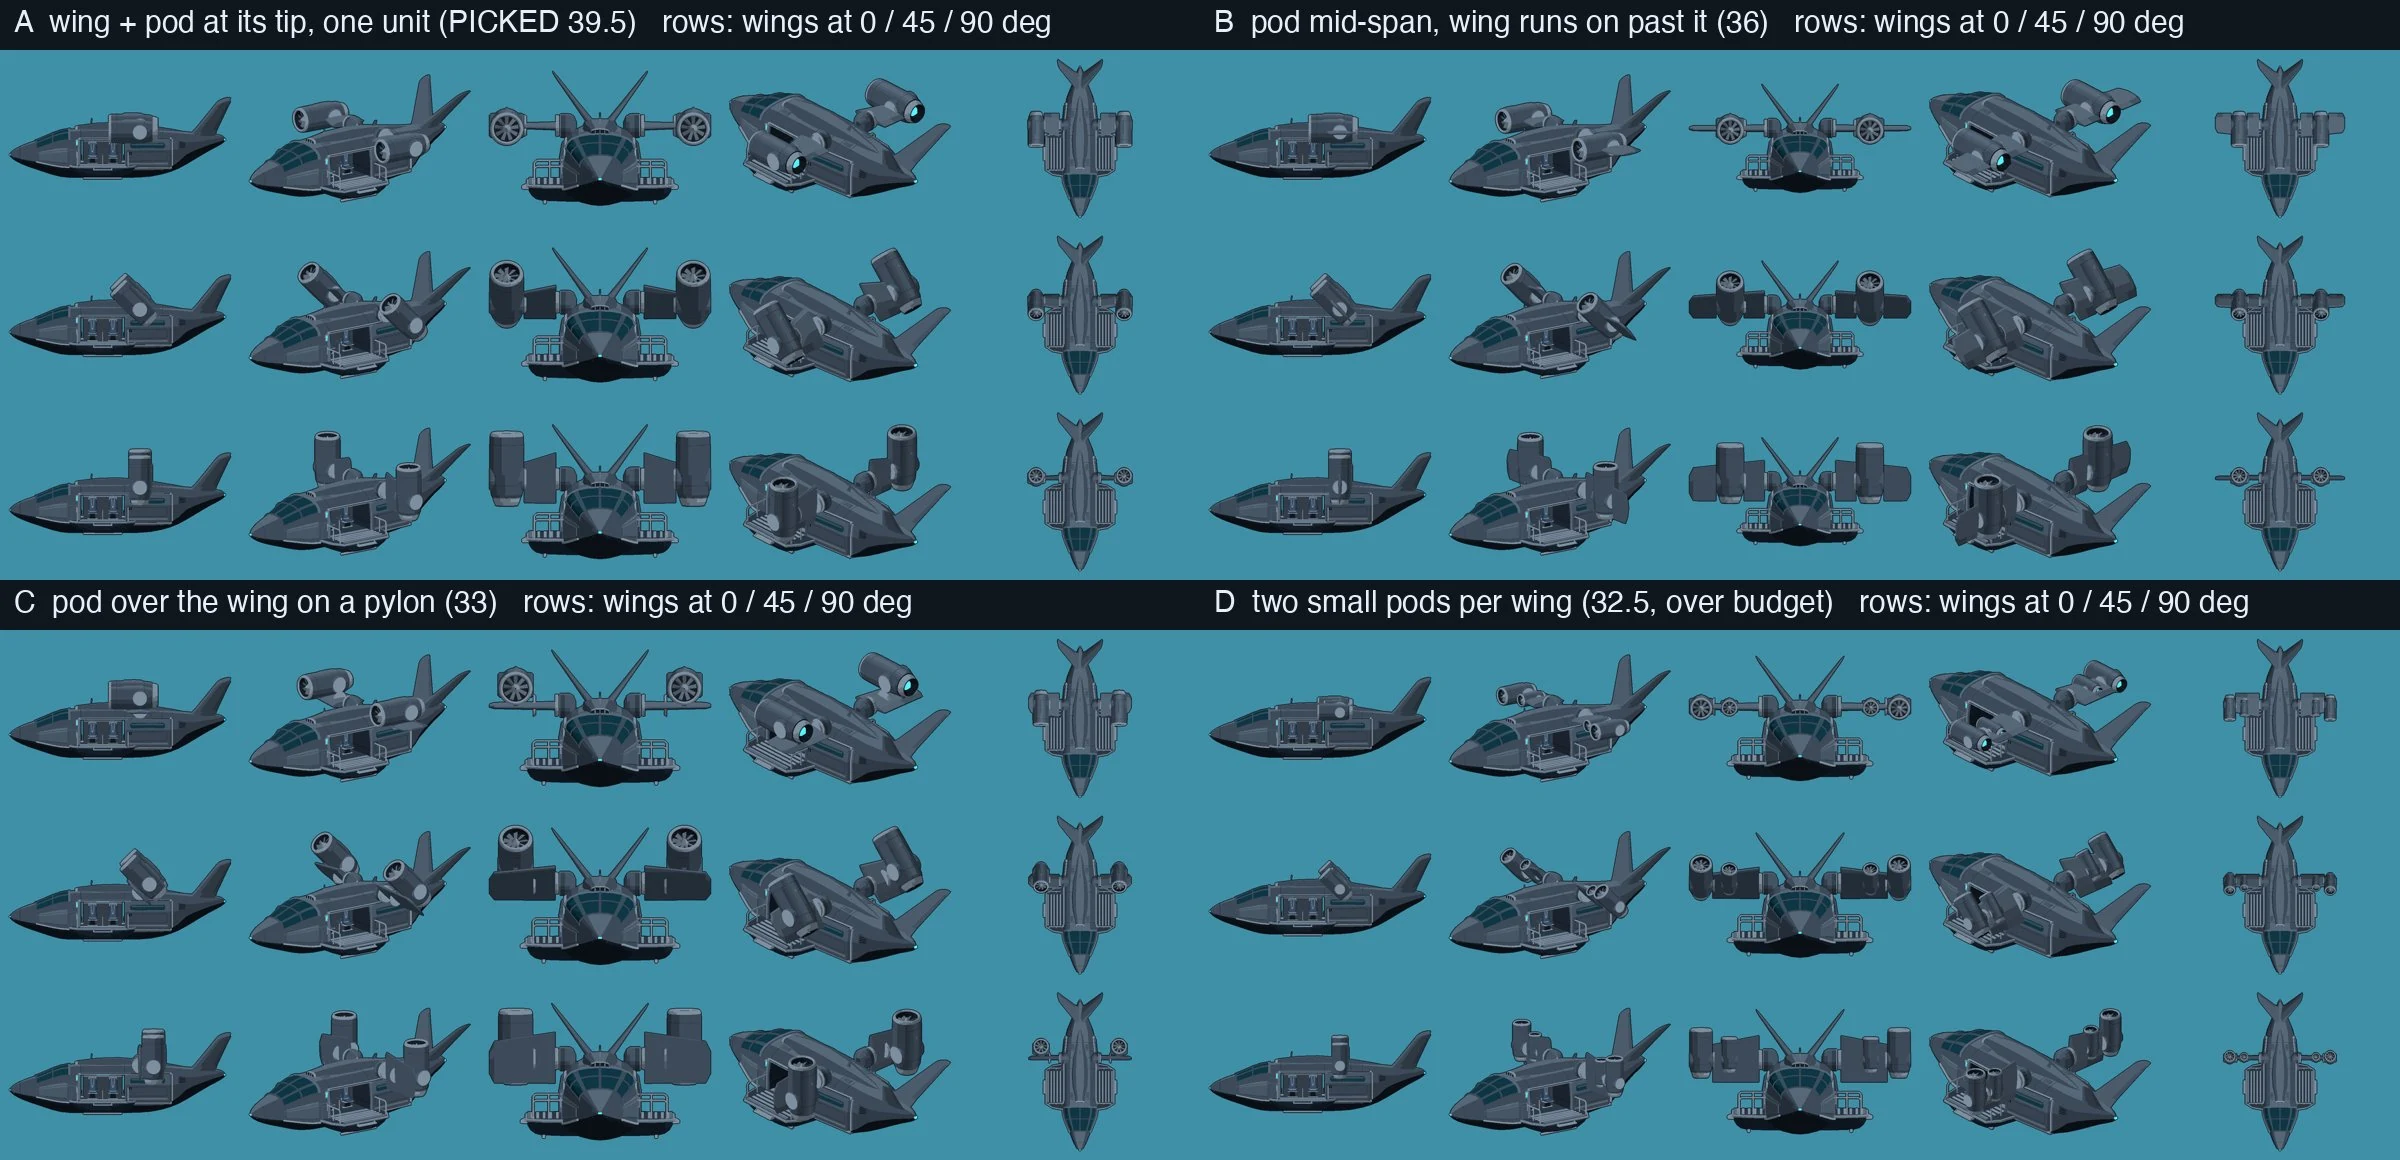 A wing + pod at its tip, one unit (PICKED 39.5) rows: wings at 0 / 45 / 90 deg
B pod mid-span, wing runs on past it (36) rows: wings at 0 / 45 / 90 deg
C pod over the wing on a pylon (33) rows: wings at 0 / 45 / 90 deg
D two small pods per wing (32.5, over budget) rows: wings at 0 / 45 / 90 deg